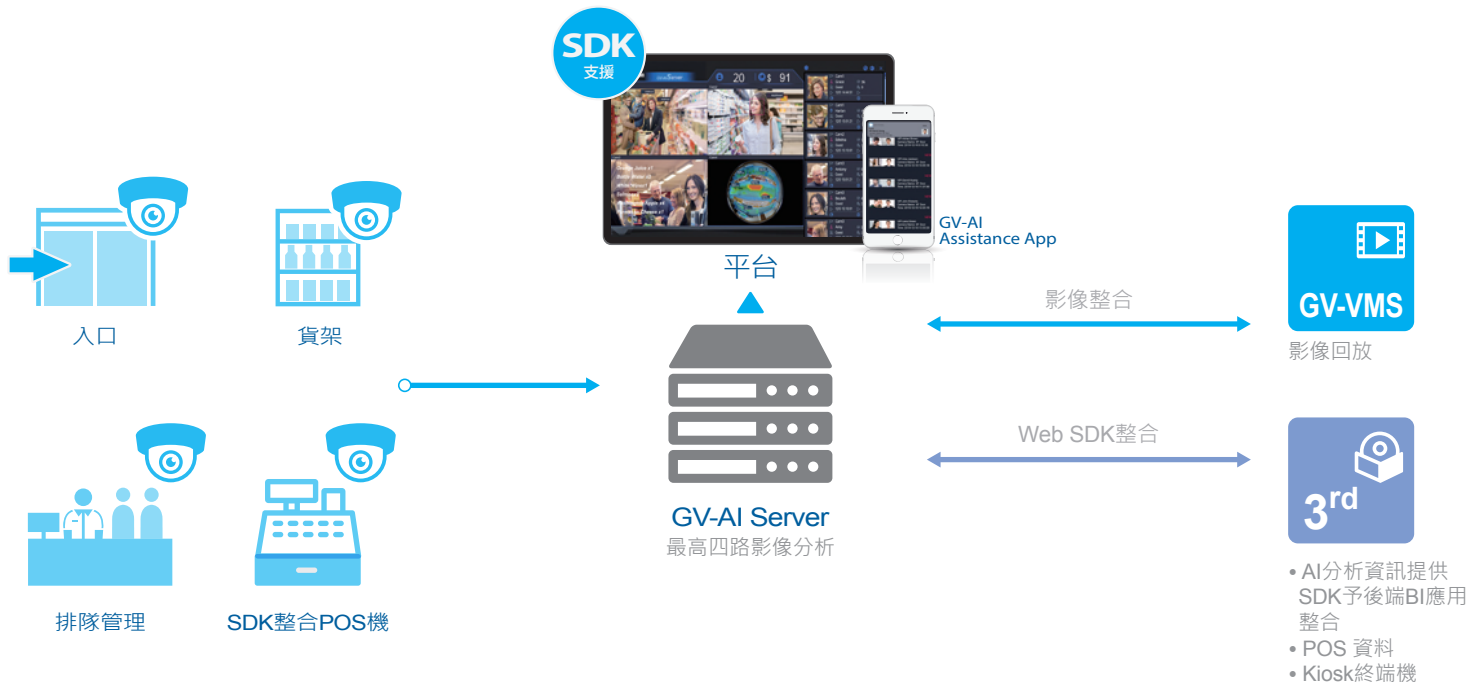 SDK
支援
20
$ 91
GV-AI
Assistance App
平台
入口
貨架
影像整合
GV-VMS
影像回放
Web SDK整合
3rd
GV-AI Server
最高四路影像分析
排隊管理
SDK整合POS機
• AI分析資訊提供
SDK予後端BI應用
整合
• POS 資料
• Kiosk終端機